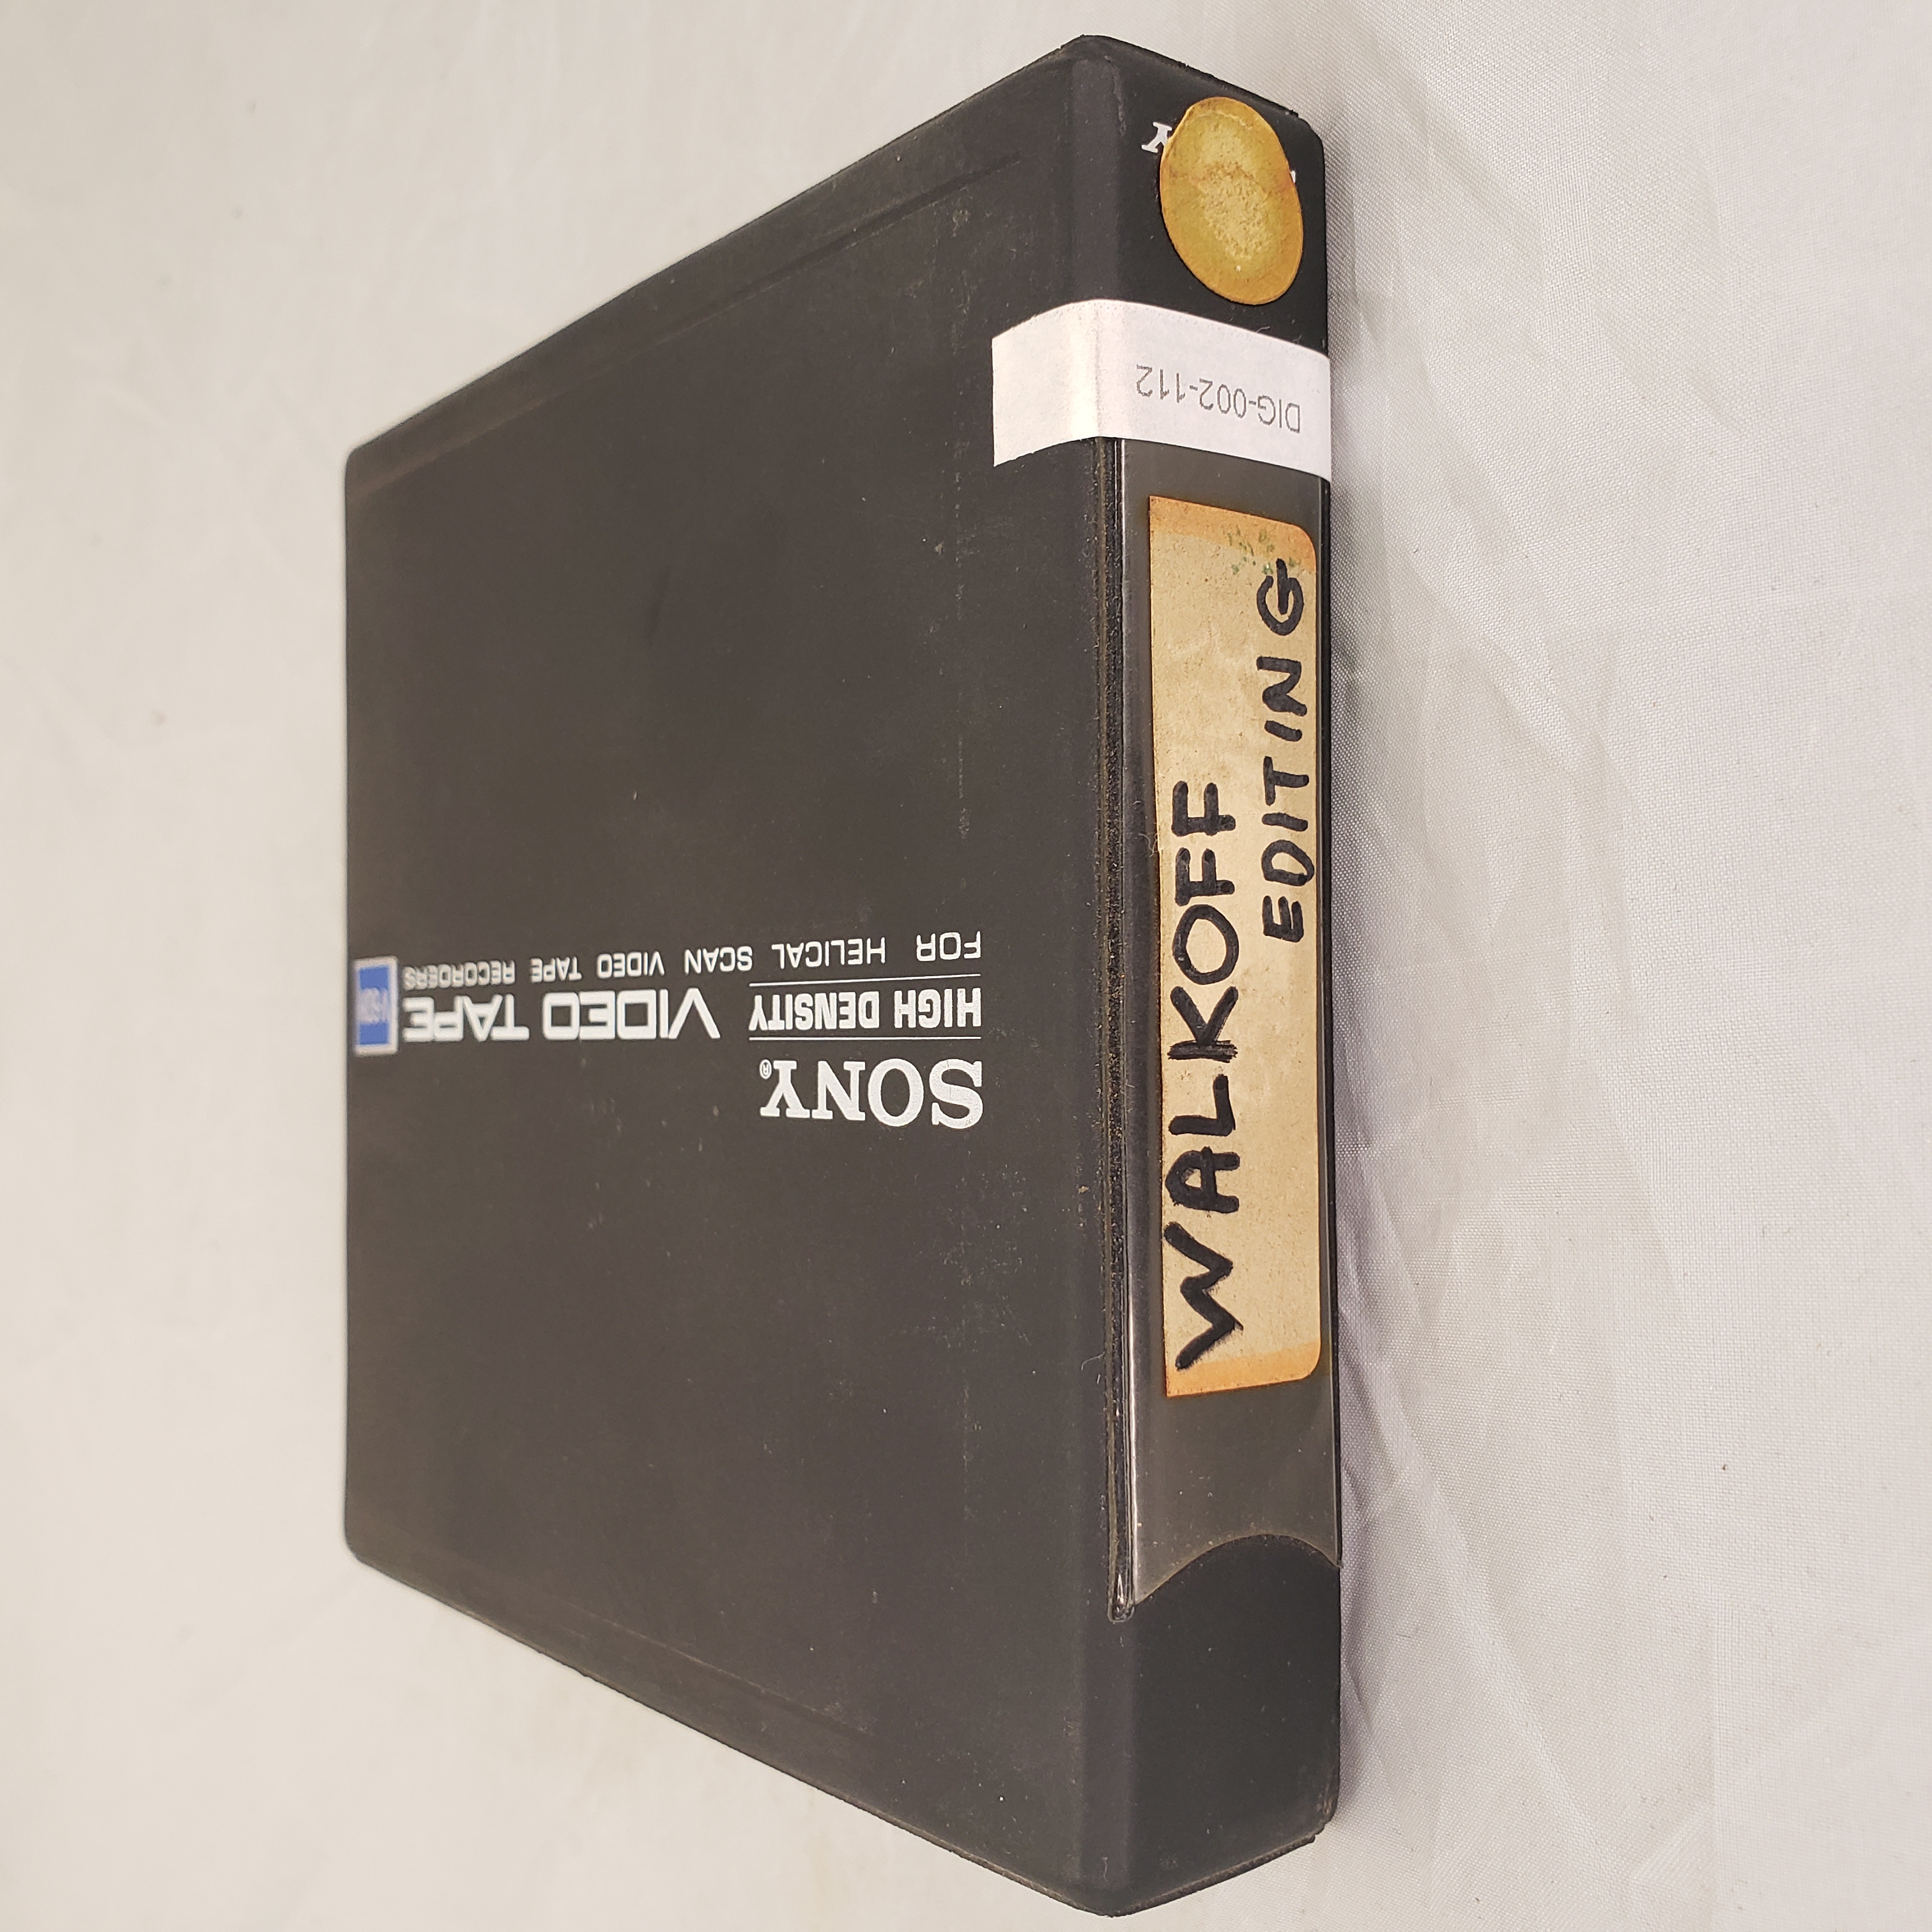 SONY®
HIGH DENSITY VIDEO TAPE
FOR HELICAL SCAN VIDEO TAPE RECORDERS
DIG-002-112
WALKOFF
EDITING